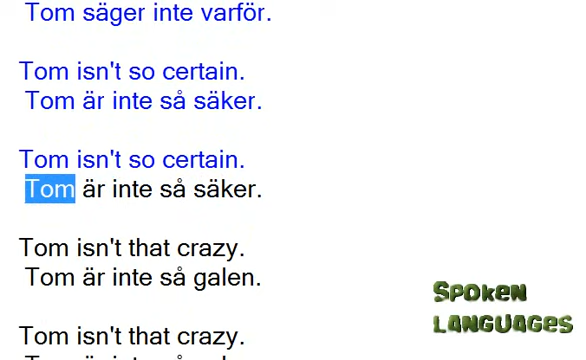 Tom säger inte varför.
Tom isn't so certain.
Tom är inte så säker.
Tom isn't so certain.
Tom är inte så säker.
Tom isn't that crazy.
Tom är inte så galen.
Tom isn't that crazy.
Spoken
Languages